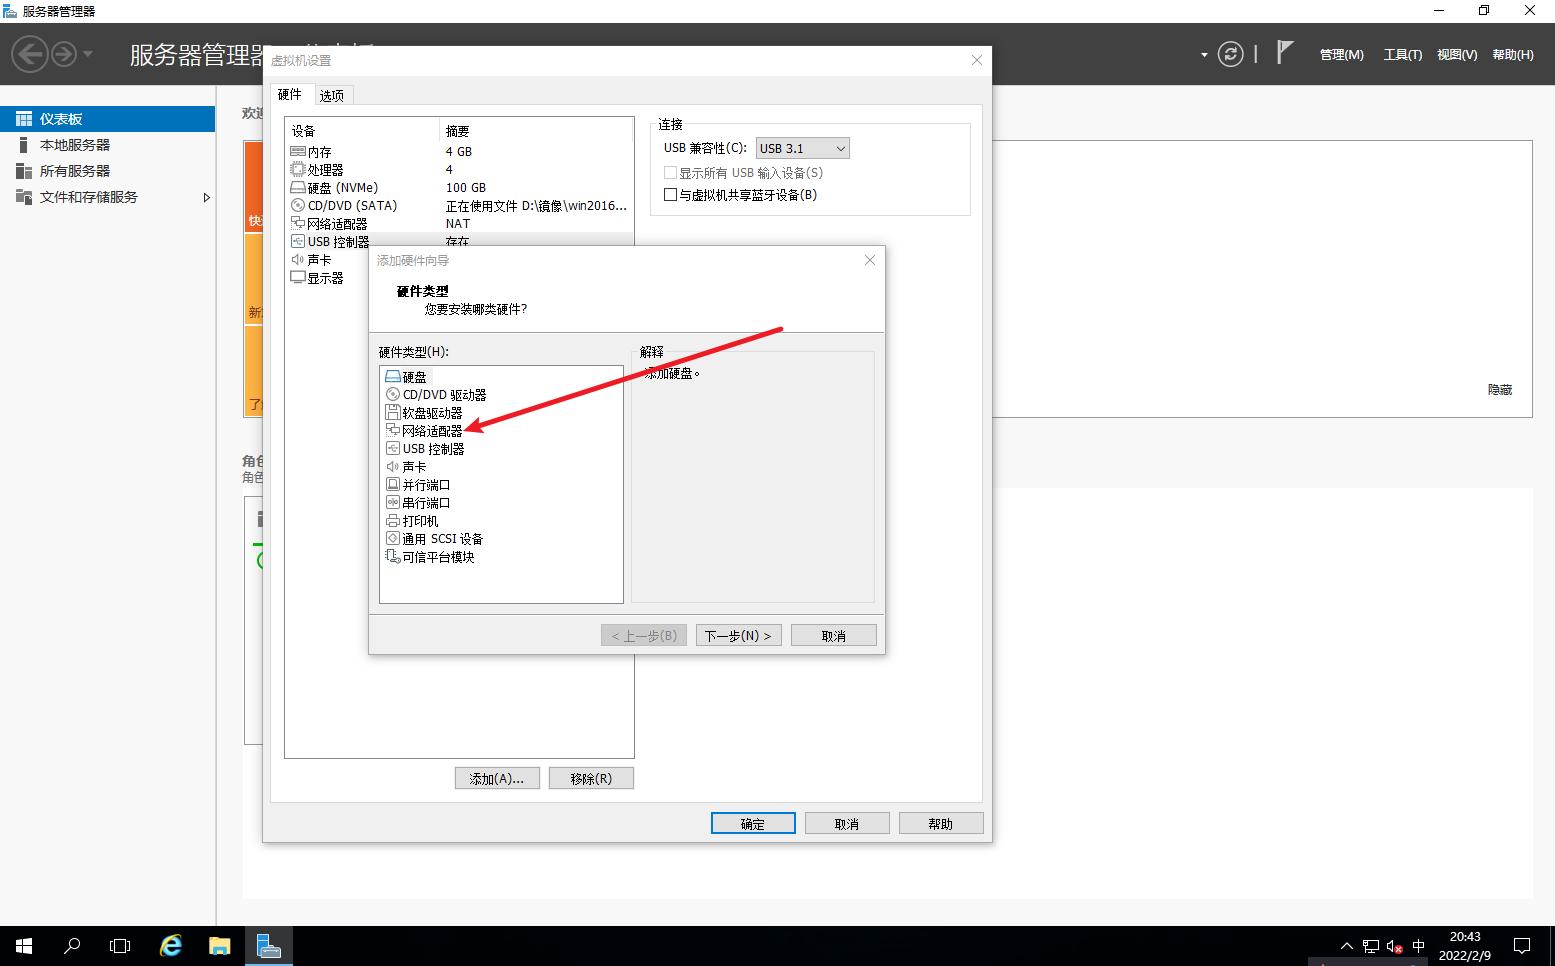 服务器管理器
服务器管理器
管理(M) 工具(T) 视图(V) 帮助(H)
仪表板
本地服务器
所有服务器
文件和存储服务
欢迎
快
新
了
隐藏
角色
角色
虚拟机设置
硬件 选项
设备 摘要
内存 4 GB
处理器 4
硬盘 (NVMe) 100 GB
CD/DVD (SATA) 正在使用文件 D:\镜像\win2016...
网络适配器 NAT
USB 控制器 存在
声卡
显示器
连接
USB 兼容性(C): USB 3.1
显示所有 USB 输入设备(S)
与虚拟机共享蓝牙设备(B)
添加硬件向导
硬件类型
您要安装哪类硬件?
硬件类型(H):
硬盘
CD/DVD 驱动器
软盘驱动器
网络适配器
USB 控制器
声卡
并行端口
串行端口
打印机
通用 SCSI 设备
可信平台模块
解释
添加硬盘。
< 上一步(B) 下一步(N) > 取消
添加(A)... 移除(R)
确定 取消 帮助
中
20:43
2022/2/9